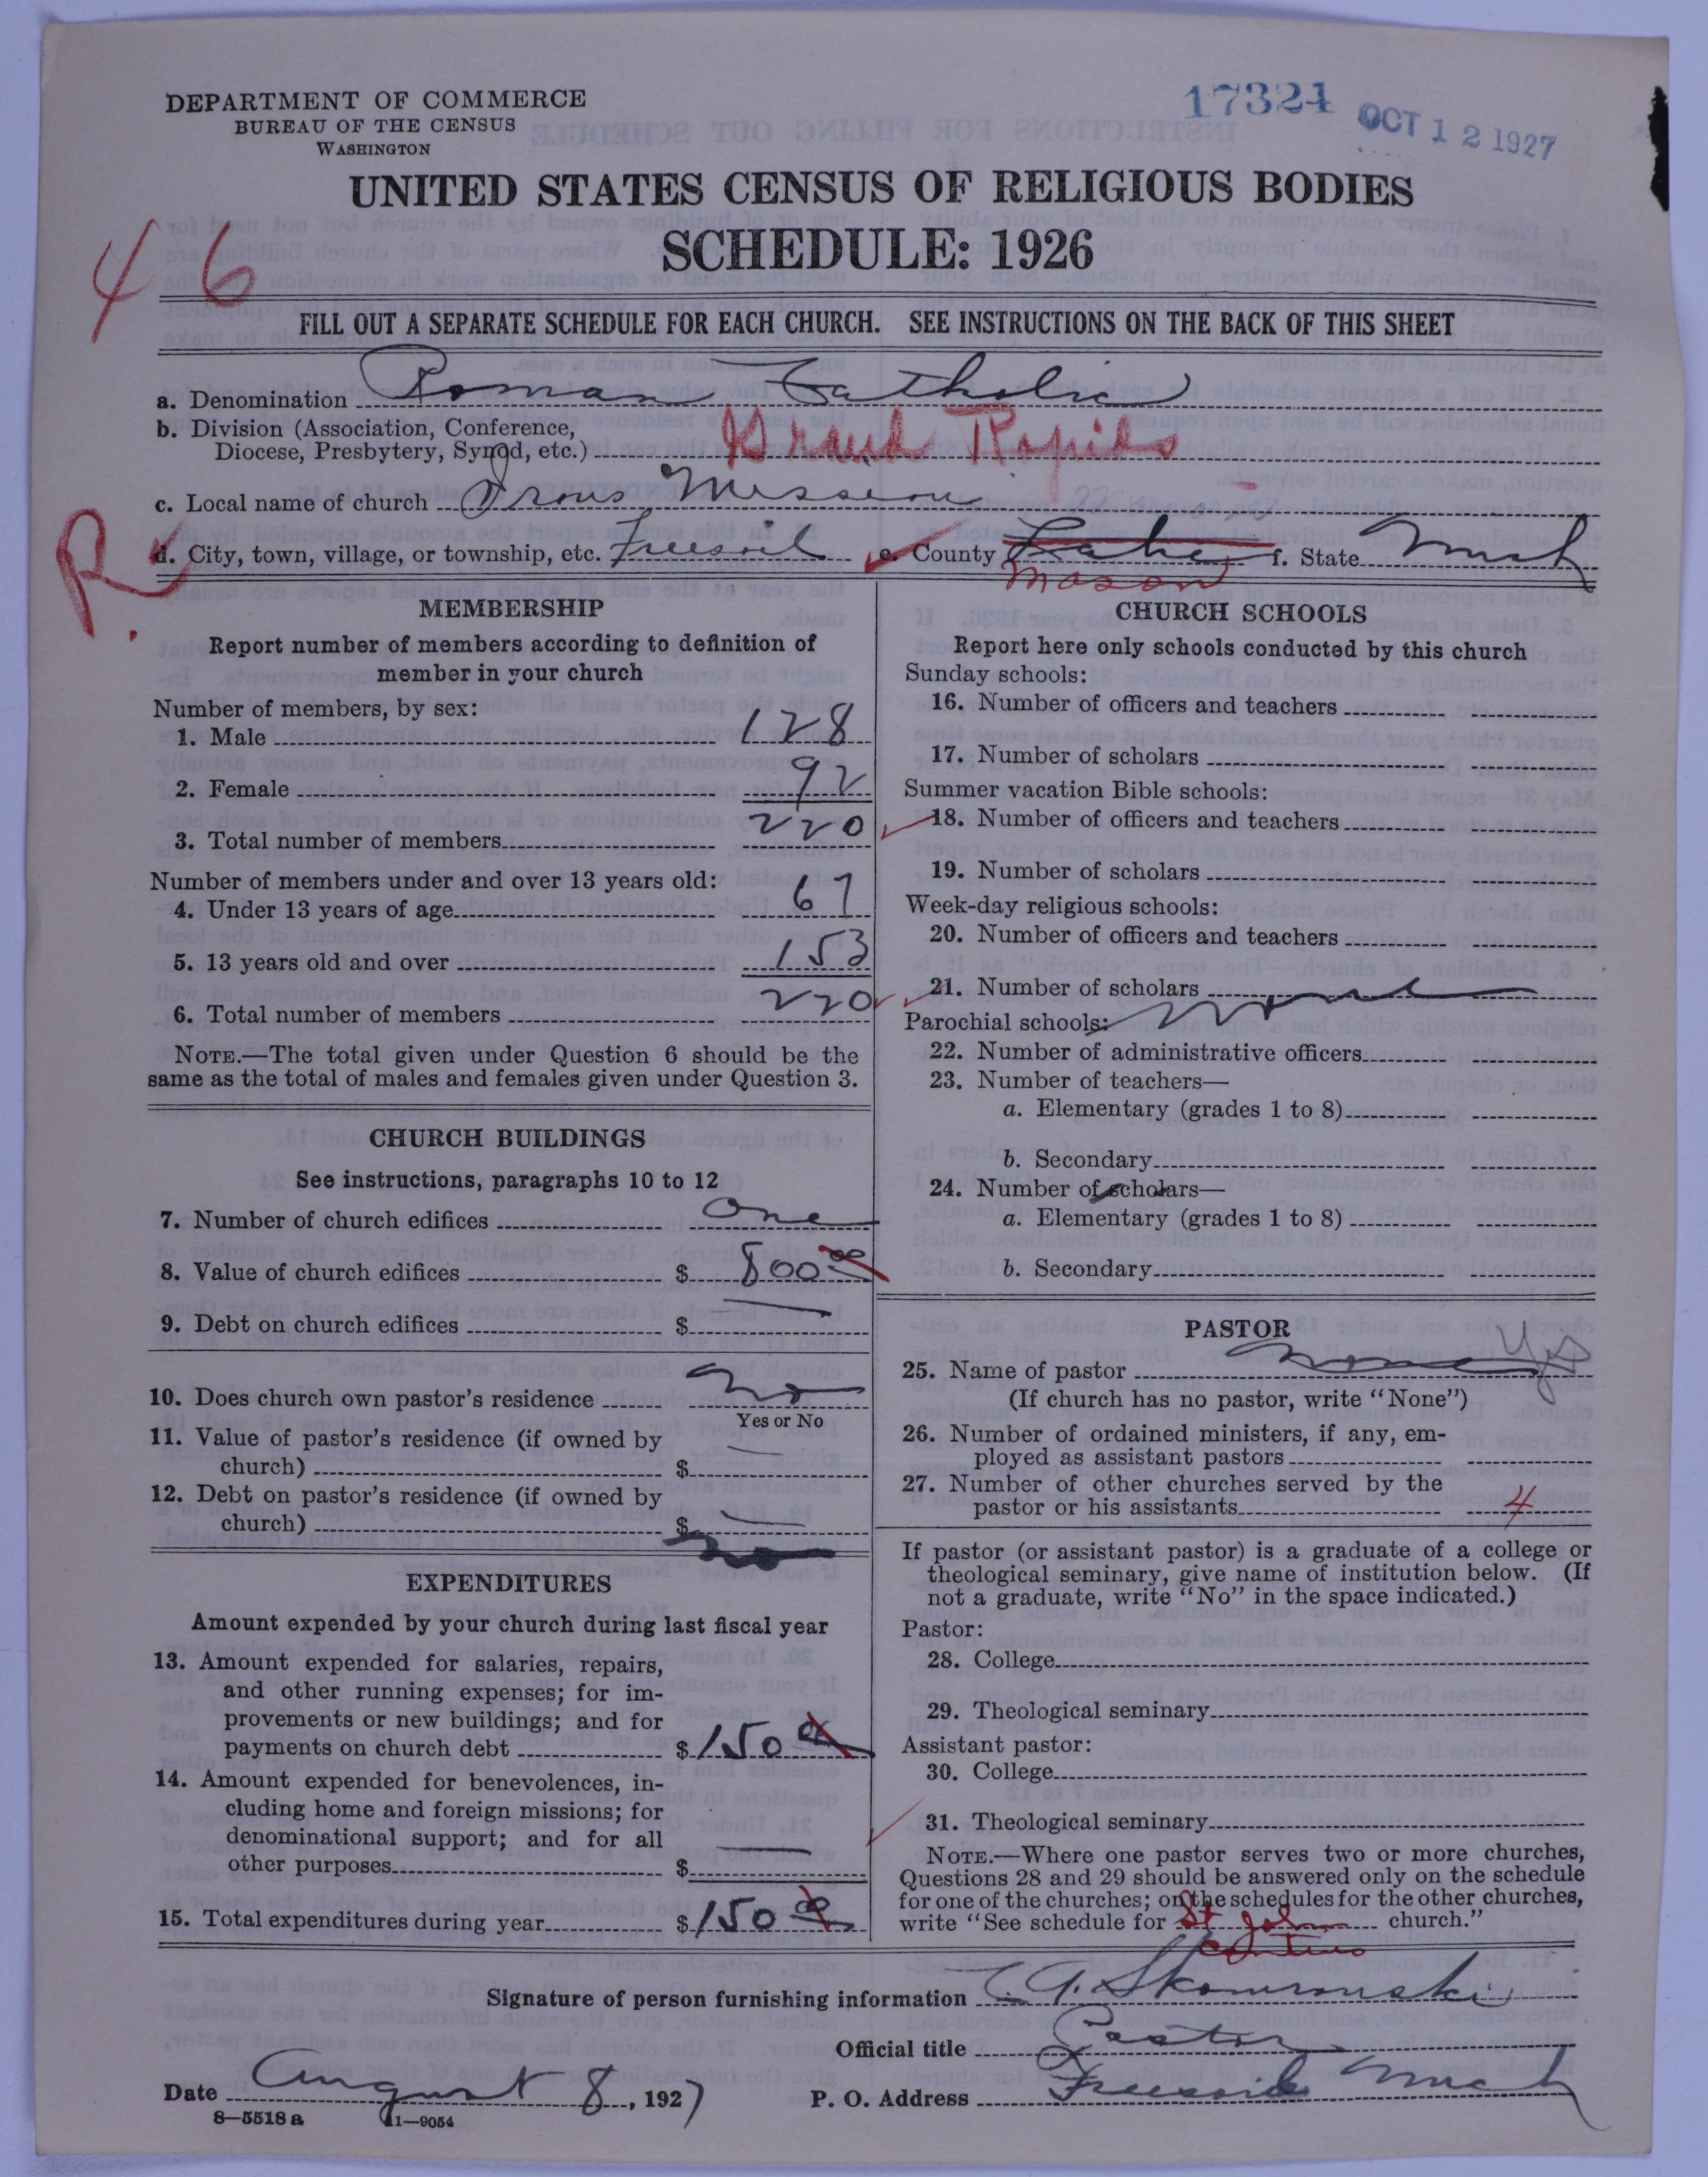 DEPARTMENT OF COMMERCE
BUREAU OF THE CENSUS
WASHINGTON
17324
OCT 12 1927
UNITED STATES CENSUS OF RELIGIOUS BODIES
SCHEDULE: 1926
46
FILL OUT A SEPARATE SCHEDULE FOR EACH CHURCH. SEE INSTRUCTIONS ON THE BACK OF THIS SHEET
a. Denomination Roman Catholic
b. Division (Association, Conference,
Diocese, Presbytery, Synod, etc.) Grand Rapids
c. Local name of church Irons Mission
R.
d. City, town, village, or township, etc. Freesoil e. County Lake f. State Mich
Mason
MEMBERSHIP
Report number of members according to definition of
member in your church
Number of members, by sex:
1. Male 128
2. Female 92
3. Total number of members 220
Number of members under and over 13 years old:
4. Under 13 years of age 67
5. 13 years old and over 153
6. Total number of members 220
NOTE.—The total given under Question 6 should be the
same as the total of males and females given under Question 3.
CHURCH BUILDINGS
See instructions, paragraphs 10 to 12
7. Number of church edifices One
8. Value of church edifices $ 800 00
9. Debt on church edifices $
10. Does church own pastor's residence No
Yes or No
11. Value of pastor's residence (if owned by
church) $ —
12. Debt on pastor's residence (if owned by
church) $ —
no
EXPENDITURES
Amount expended by your church during last fiscal year
13. Amount expended for salaries, repairs,
and other running expenses; for im-
provements or new buildings; and for
payments on church debt $ 150 00
14. Amount expended for benevolences, in-
cluding home and foreign missions; for
denominational support; and for all
other purposes $ —
15. Total expenditures during year $ 150 00
CHURCH SCHOOLS
Report here only schools conducted by this church
Sunday schools:
16. Number of officers and teachers
17. Number of scholars
Summer vacation Bible schools:
18. Number of officers and teachers
19. Number of scholars
Week-day religious schools:
20. Number of officers and teachers
21. Number of scholars
Parochial schools: None
22. Number of administrative officers
23. Number of teachers—
a. Elementary (grades 1 to 8)
b. Secondary
24. Number of scholars—
a. Elementary (grades 1 to 8)
b. Secondary
PASTOR
25. Name of pastor None Yes
(If church has no pastor, write "None")
26. Number of ordained ministers, if any, em-
ployed as assistant pastors
27. Number of other churches served by the
pastor or his assistants 4
If pastor (or assistant pastor) is a graduate of a college or
theological seminary, give name of institution below. (If
not a graduate, write "No" in the space indicated.)
Pastor:
28. College
29. Theological seminary
Assistant pastor:
30. College
31. Theological seminary
NOTE.—Where one pastor serves two or more churches,
Questions 28 and 29 should be answered only on the schedule
for one of the churches; on the schedules for the other churches,
write "See schedule for St John church."
Cantius
Signature of person furnishing information C. A. Skowronski
Official title Pastor
Date August 8, 1927 P. O. Address Freesoil Mich
8—5518 a 11—9054